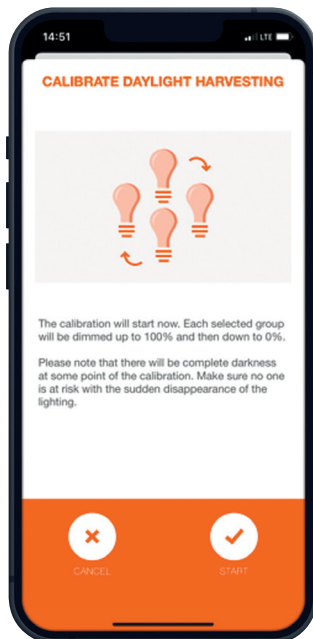 14:51
LTE
CALIBRATE DAYLIGHT HARVESTING
The calibration will start now. Each selected group
will be dimmed up to 100% and then down to 0%.
Please note that there will be complete darkness
at some point of the calibration. Make sure no one
is at risk with the sudden disappearance of the
lighting.
CANCEL
START